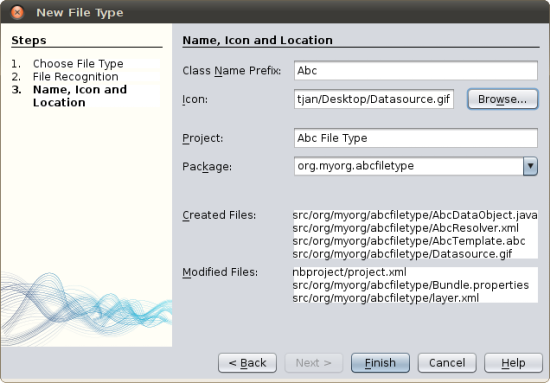 New File Type
Steps
1. Choose File Type
2. File Recognition
3. Name, Icon and
Location
Name, Icon and Location
Class Name Prefix: Abc
Icon: tjan/Desktop/Datasource.gif Browse...
Project: Abc File Type
Package: org.myorg.abcfiletype
Created Files: src/org/myorg/abcfiletype/AbcDataObject.java
src/org/myorg/abcfiletype/AbcResolver.xml
src/org/myorg/abcfiletype/AbcTemplate.abc
src/org/myorg/abcfiletype/Datasource.gif
Modified Files: nbproject/project.xml
src/org/myorg/abcfiletype/Bundle.properties
src/org/myorg/abcfiletype/layer.xml
< Back Next > Finish Cancel Help